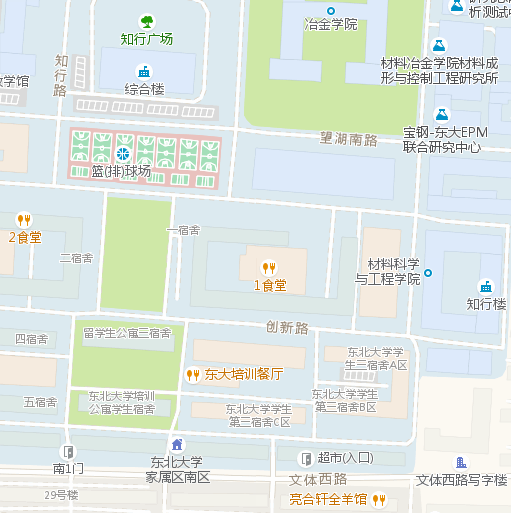 析测试中
冶金学院
知行广场
知行路
材料冶金学院材料成
形与控制工程研究所
综合楼
学馆
宝钢-东大EPM
联合研究中心
望湖南路
篮(排)球场
一宿舍
2食堂
二宿舍
材料科学
与工程学院
1食堂
知行楼
创新路
留学生公寓三宿舍
四宿舍
东北大学学
生三宿舍A区
东大培训餐厅
东北大学培训
公寓学生宿舍
东北大学学生
第三宿舍B区
五宿舍
东北大学学生
第三宿舍C区
南1门
东北大学
家属区南区
超市(入口)
文体西路
文体西路写字楼
29号楼
亮合轩全羊馆